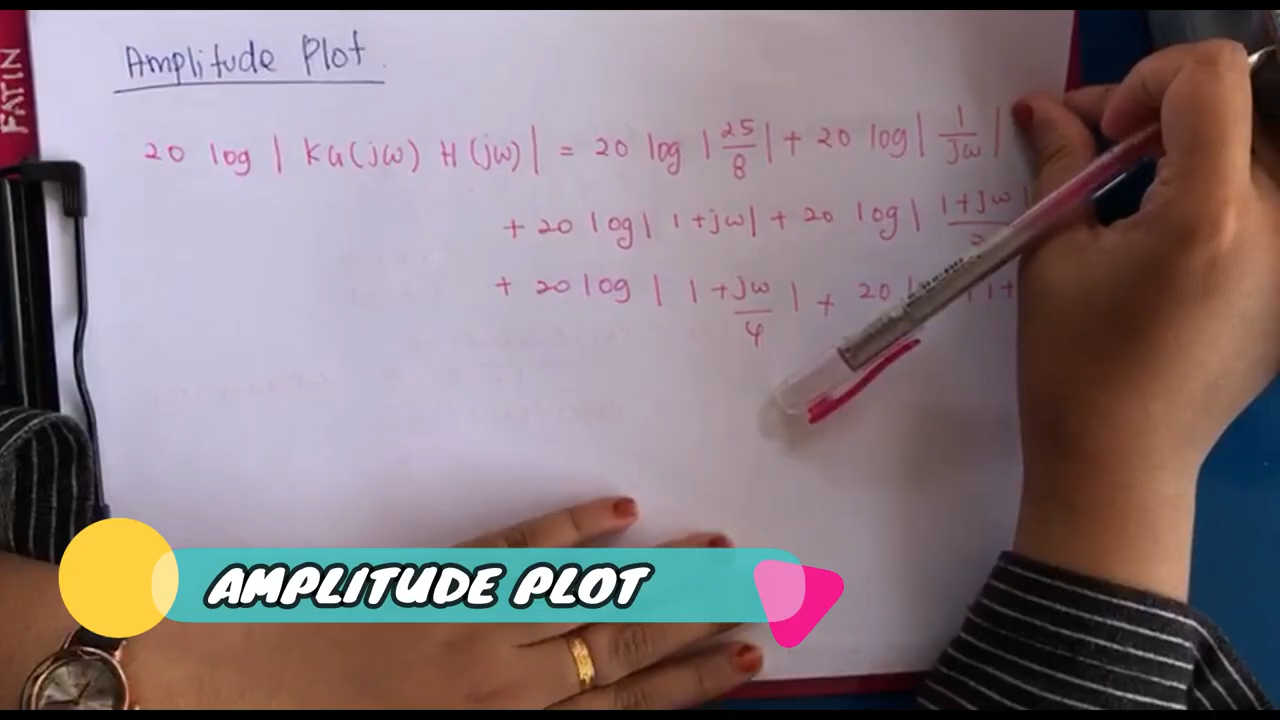 FATIN
Amplitude Plot.
20 log | KG(jω) H(jω)| = 20 log |25/8| + 20 log | 1/jω |
+ 20 log | 1+jω| + 20 log | 1+jω
+ 20 log | 1+jω/4 | + 20 | 1+
AMPLITUDE PLOT